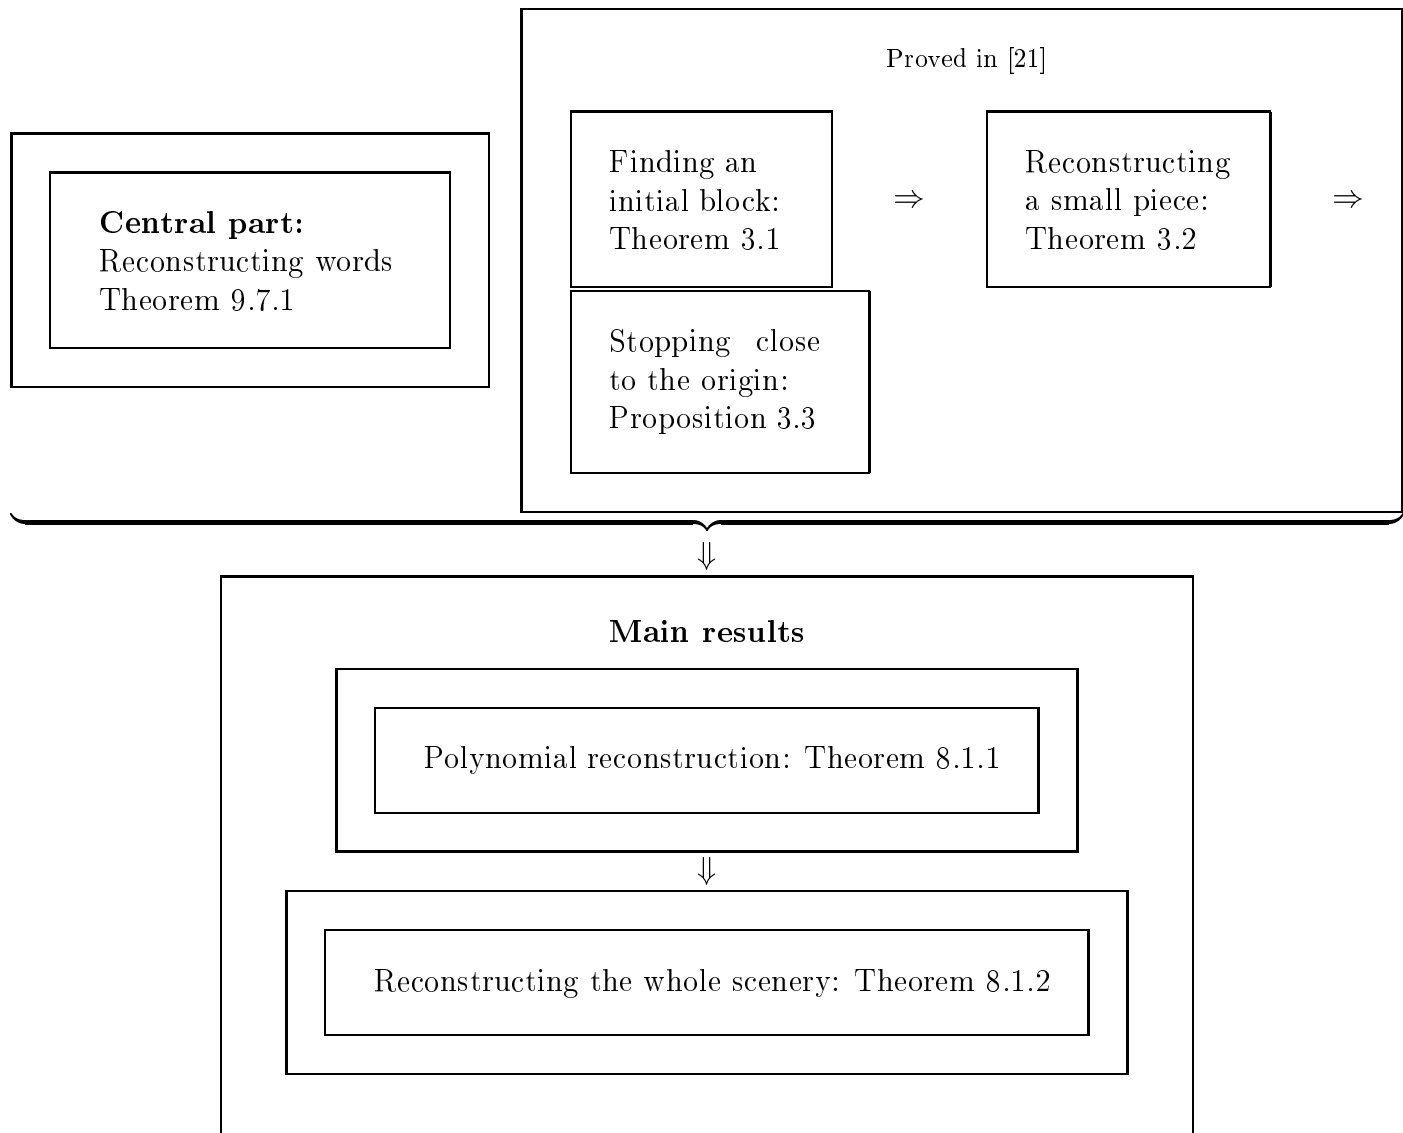 Proved in [21]
Central part:
Reconstructing words
Theorem 9.7.1
Finding an
initial block:
Theorem 3.1
⇒
Reconstructing
a small piece:
Theorem 3.2
⇒
Stopping close
to the origin:
Proposition 3.3
⇓
Main results
Polynomial reconstruction: Theorem 8.1.1
⇓
Reconstructing the whole scenery: Theorem 8.1.2